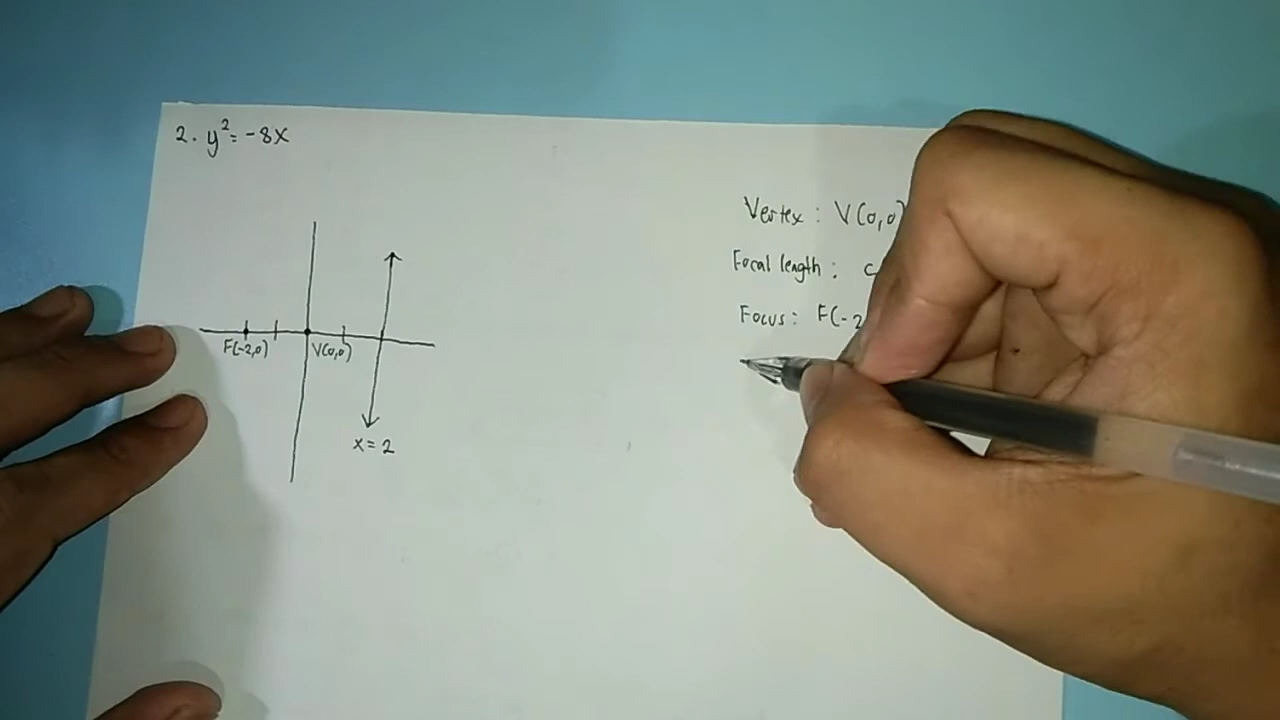 2. y² = -8x
Vertex : V(0,0)
Focal length : c
Focus : F(-2
F(-2,0)
V(0,0)
x = 2